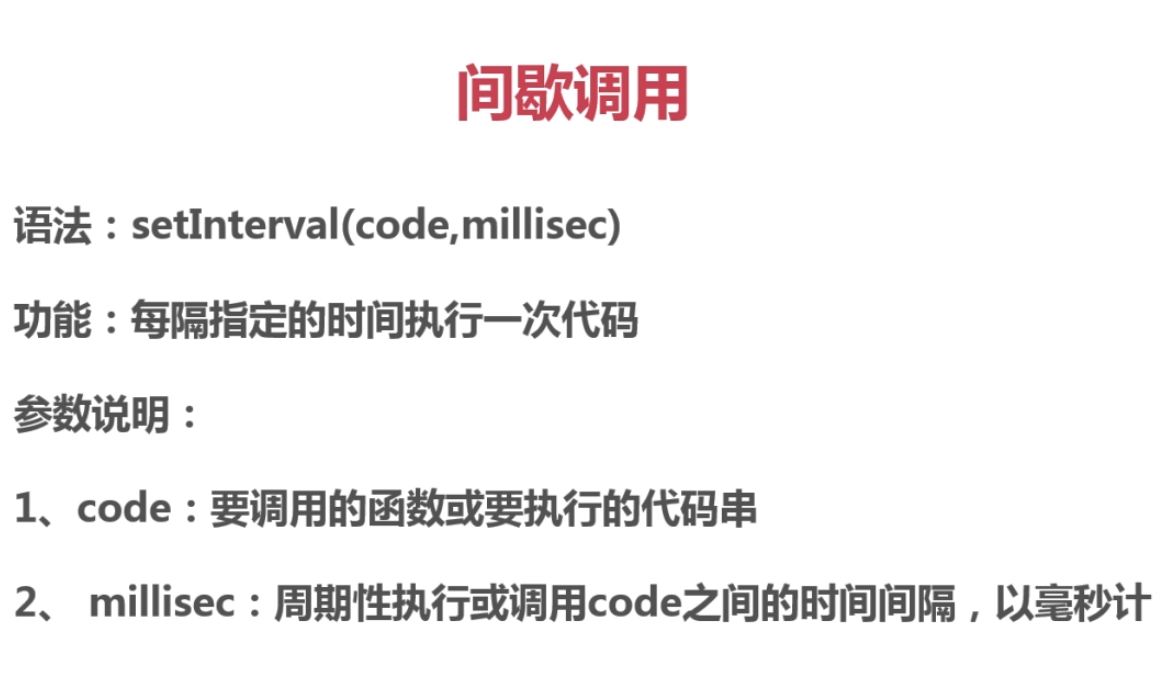 间歇调用
语法：setInterval(code,millisec)
功能：每隔指定的时间执行一次代码
参数说明：
1、code：要调用的函数或要执行的代码串
2、 millisec：周期性执行或调用code之间的时间间隔，以毫秒计